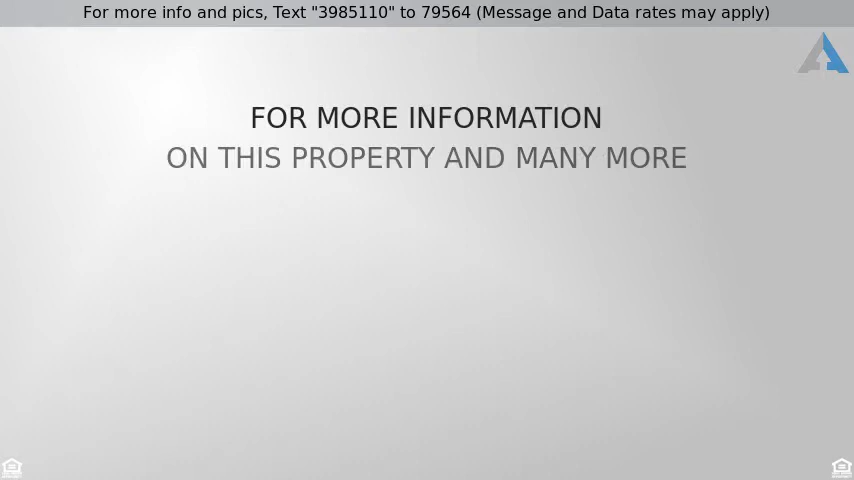 For more info and pics, Text "3985110" to 79564 (Message and Data rates may apply)
FOR MORE INFORMATION
ON THIS PROPERTY AND MANY MORE